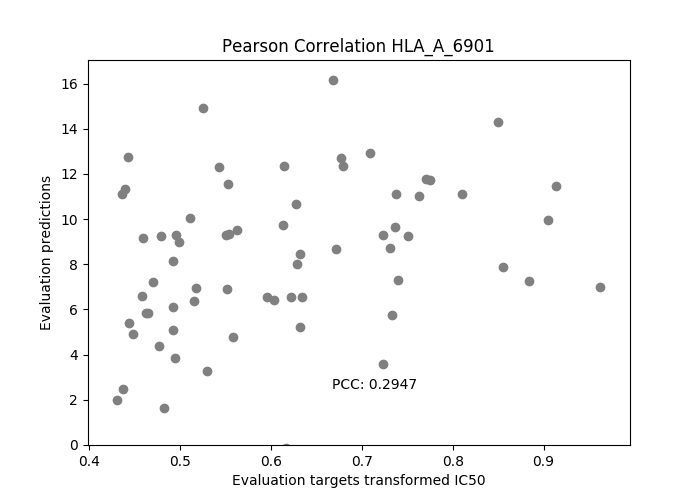 Pearson Correlation HLA_A_6901
16
14
12
10
8
6
4
2
0
Evaluation predictions
PCC: 0.2947
0.4 0.5 0.6 0.7 0.8 0.9
Evaluation targets transformed IC50